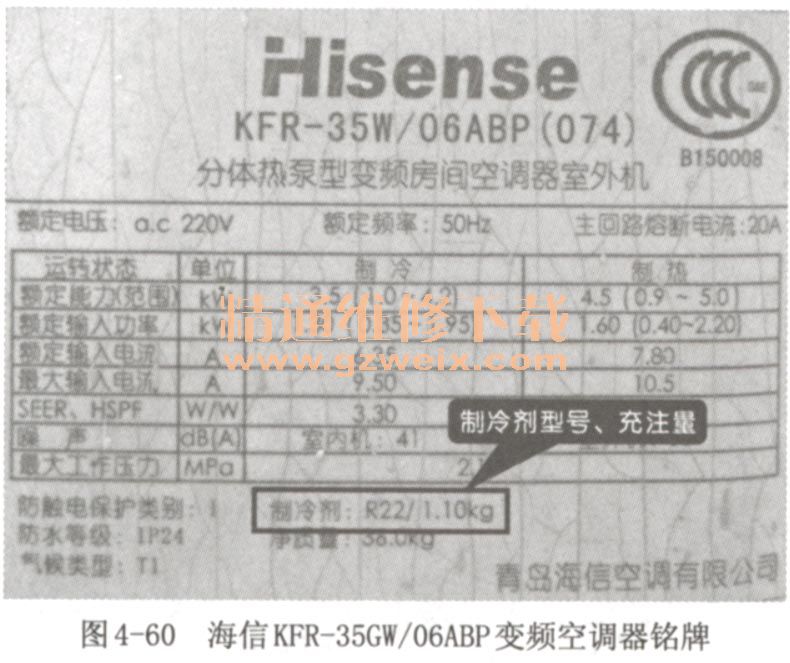 Hisense
KFR-35W/06ABP(074)
B150008
分体热泵型变频房间空调器室外机
额定电压: a.c 220V 额定频率: 50Hz 主回路熔断电流:20A
运转状态 单位 制冷 制热
额定能力(范围) 4.5 (0.9 ~ 5.0)
额定输入功率 1.60 (0.40~2.20)
精通维修下载
额定输入电流 A 7.80
www.gzweix.com
最大输入电流 A 9.50 10.5
SEER、HSPF W/W 3.30
制冷剂型号、充注量
噪声 dB(A) 室内机: 41
最大工作压力 MPa
防触电保护类别: I 制冷剂: R22/ 1.10kg
防水等级: IP24 净质量: 38.0kg
气候类型: T1
青岛海信空调有限公司
图4-60 海信KFR-35GW/06ABP变频空调器铭牌